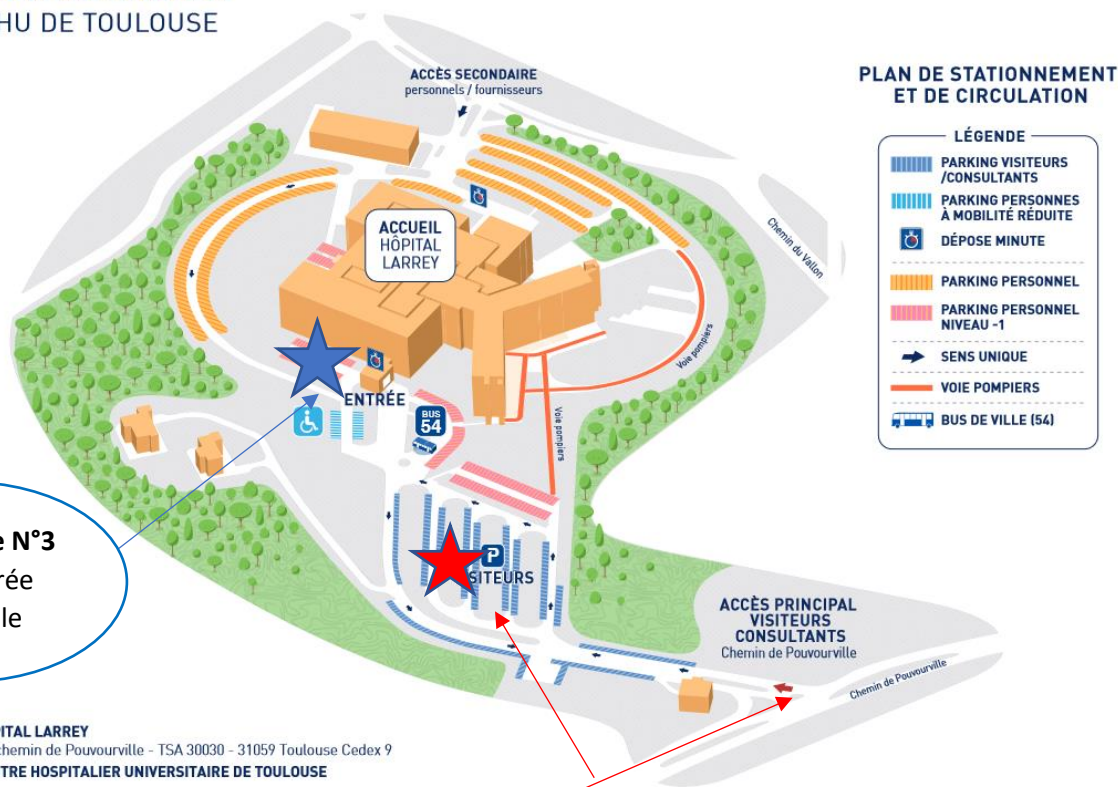 HU DE TOULOUSE
PLAN DE STATIONNEMENT
ET DE CIRCULATION
LÉGENDE
PARKING VISITEURS
/CONSULTANTS
PARKING PERSONNES
À MOBILITÉ RÉDUITE
DÉPOSE MINUTE
PARKING PERSONNEL
PARKING PERSONNEL
NIVEAU -1
SENS UNIQUE
VOIE POMPIERS
BUS DE VILLE (54)
ACCÈS SECONDAIRE
personnels / fournisseurs
Chemin du Vallon
ACCUEIL
HÔPITAL
LARREY
Voie pompiers
ENTRÉE
BUS
54
Voie pompiers
e N°3
rée
le
P
SITEURS
ACCÈS PRINCIPAL
VISITEURS
CONSULTANTS
Chemin de Pouvourville
Chemin de Pouvourville
PITAL LARREY
chemin de Pouvourville - TSA 30030 - 31059 Toulouse Cedex 9
TRE HOSPITALIER UNIVERSITAIRE DE TOULOUSE